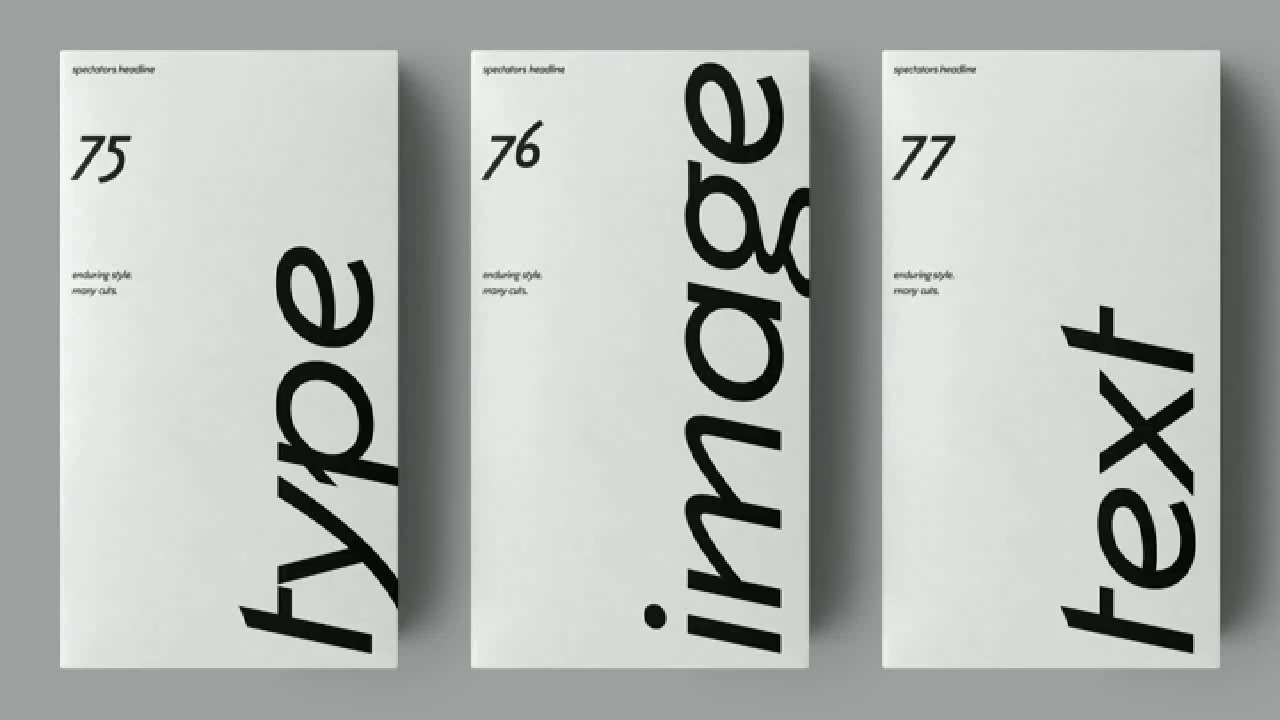 spectators headline
75
enduring style.
many cuts.
type
spectators headline
76
enduring style.
many cuts.
image
spectators headline
77
enduring style.
many cuts.
text